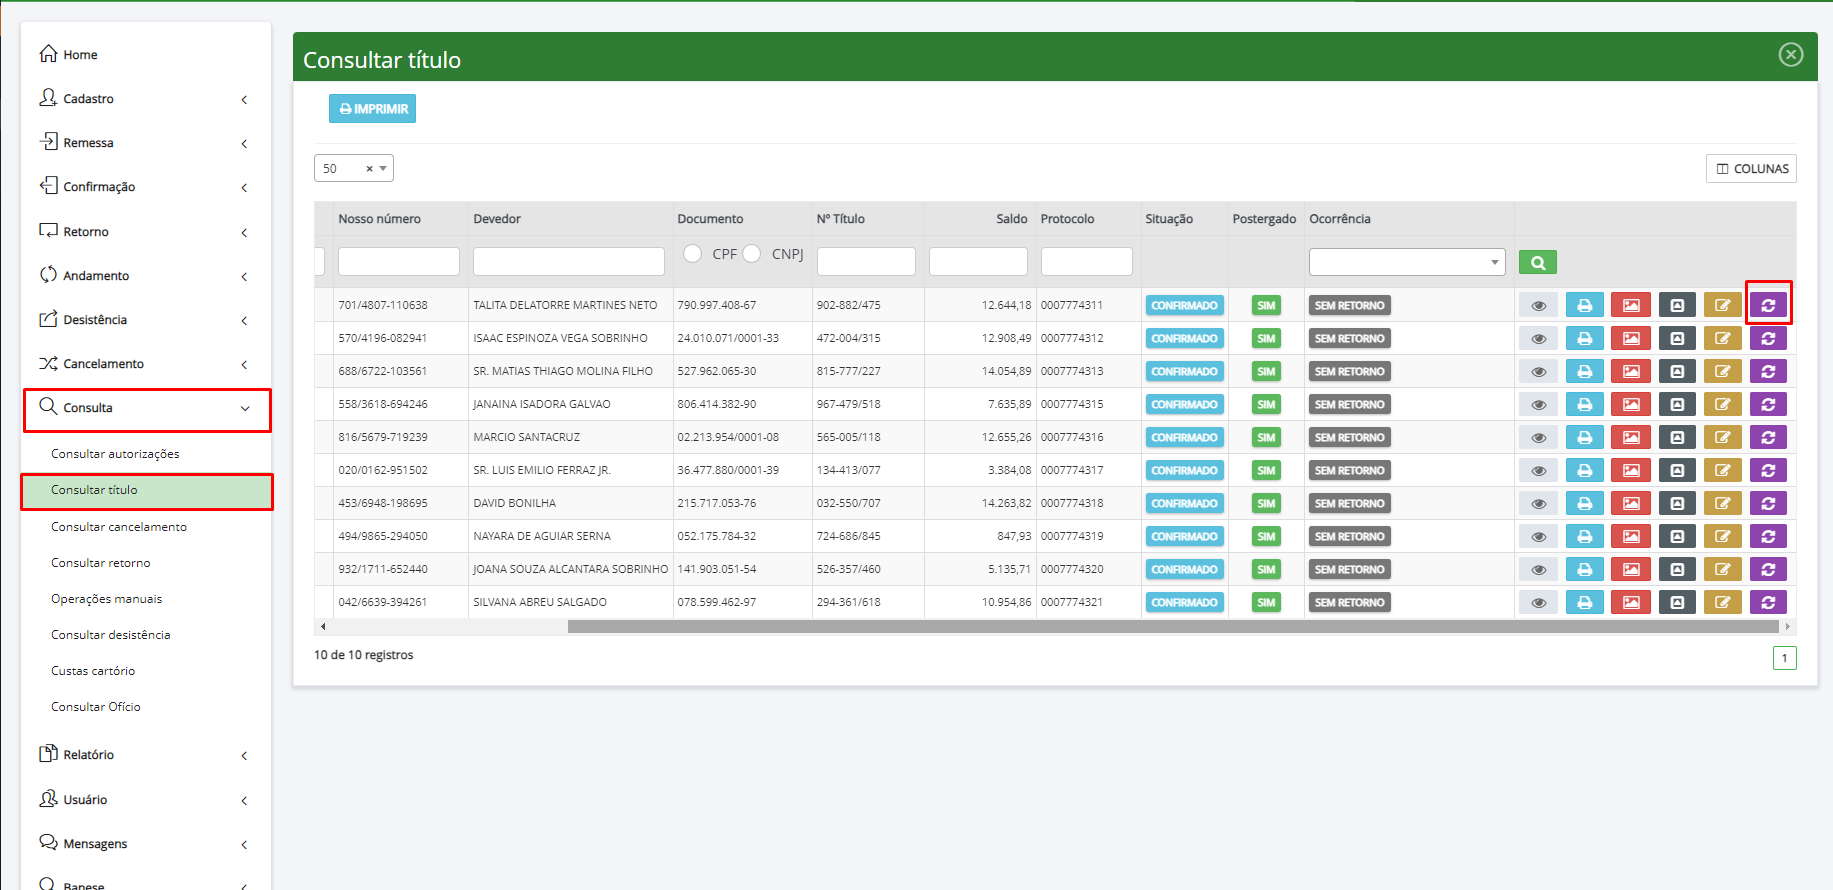 Home
Cadastro
Remessa
Confirmação
Retorno
Andamento
Desistência
Cancelamento
Consulta
Consultar autorizações
Consultar título
Consultar cancelamento
Consultar retorno
Operações manuais
Consultar desistência
Custas cartório
Consultar Ofício
Relatório
Usuário
Mensagens
Banese
Consultar título
IMPRIMIR
50
COLUNAS
Nosso número Devedor Documento Nº Título Saldo Protocolo Situação Postergado Ocorrência
CPF CNPJ
701/4807-110638 TALITA DELATORRE MARTINES NETO 790.997.408-67 902-882/475 12.644,18 0007774311 CONFIRMADO SIM SEM RETORNO
570/4196-082941 ISAAC ESPINOZA VEGA SOBRINHO 24.010.071/0001-33 472-004/315 12.908,49 0007774312 CONFIRMADO SIM SEM RETORNO
688/6722-103561 SR. MATIAS THIAGO MOLINA FILHO 527.962.065-30 815-777/227 14.054,89 0007774313 CONFIRMADO SIM SEM RETORNO
558/3618-694246 JANAINA ISADORA GALVAO 806.414.382-90 967-479/518 7.635,89 0007774315 CONFIRMADO SIM SEM RETORNO
816/5679-719239 MARCIO SANTACRUZ 02.213.954/0001-08 565-005/118 12.655,26 0007774316 CONFIRMADO SIM SEM RETORNO
020/0162-951502 SR. LUIS EMILIO FERRAZ JR. 36.477.880/0001-39 134-413/077 3.384,08 0007774317 CONFIRMADO SIM SEM RETORNO
453/6948-198695 DAVID BONILHA 215.717.053-76 032-550/707 14.263,82 0007774318 CONFIRMADO SIM SEM RETORNO
494/9865-294050 NAYARA DE AGUIAR SERNA 052.175.784-32 724-686/845 847,93 0007774319 CONFIRMADO SIM SEM RETORNO
932/1711-652440 JOANA SOUZA ALCANTARA SOBRINHO 141.903.051-54 526-357/460 5.135,71 0007774320 CONFIRMADO SIM SEM RETORNO
042/6639-394261 SILVANA ABREU SALGADO 078.599.462-97 294-361/618 10.954,86 0007774321 CONFIRMADO SIM SEM RETORNO
10 de 10 registros
1